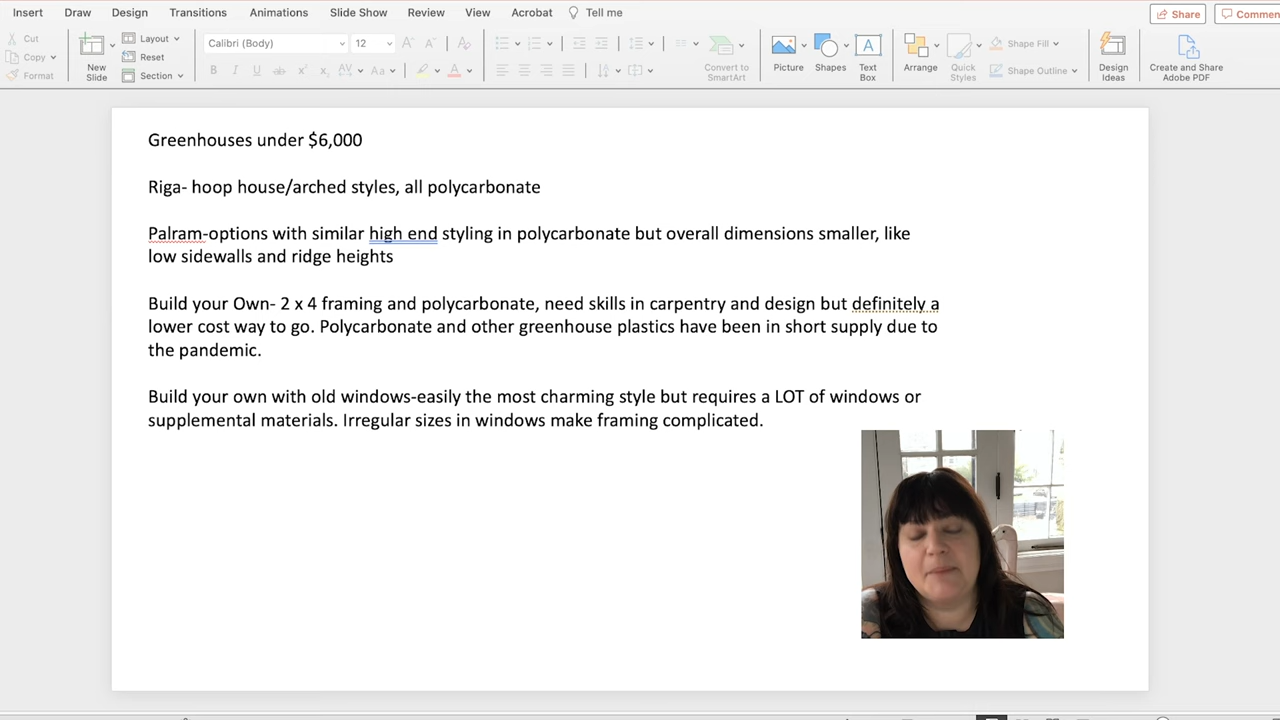 Insert Draw Design Transitions Animations Slide Show Review View Acrobat Tell me
Share
Commen
Cut
Copy
Format
New
Slide
Layout
Reset
Section
Calibri (Body)
12
Convert to
SmartArt
Picture
Shapes
Text
Box
Arrange
Quick
Styles
Shape Fill
Shape Outline
Design
Ideas
Create and Share
Adobe PDF
Greenhouses under $6,000
Riga- hoop house/arched styles, all polycarbonate
Palram-options with similar high end styling in polycarbonate but overall dimensions smaller, like
low sidewalls and ridge heights
Build your Own- 2 x 4 framing and polycarbonate, need skills in carpentry and design but definitely a
lower cost way to go. Polycarbonate and other greenhouse plastics have been in short supply due to
the pandemic.
Build your own with old windows-easily the most charming style but requires a LOT of windows or
supplemental materials. Irregular sizes in windows make framing complicated.